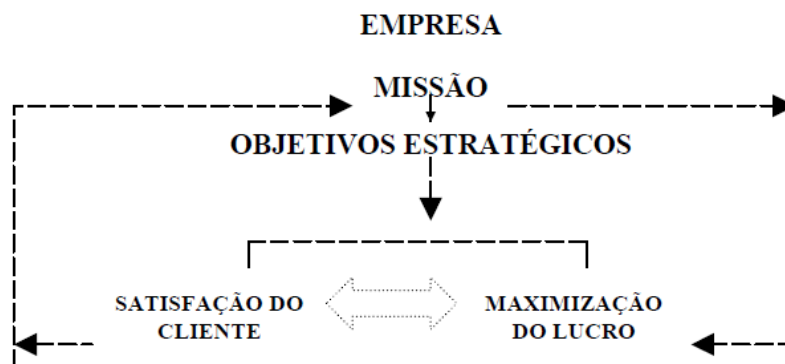 EMPRESA
MISSÃO
OBJETIVOS ESTRATÉGICOS
SATISFAÇÃO DO
CLIENTE
MAXIMIZAÇÃO
DO LUCRO